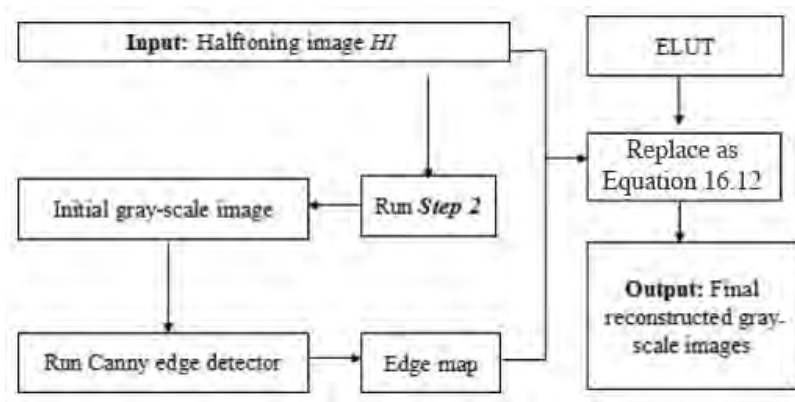 Input: Halftoning image HI
ELUT
Replace as
Equation 16.12
Initial gray-scale image
Run Step 2
Output: Final
reconstructed gray-
scale images
Run Canny edge detector
Edge map